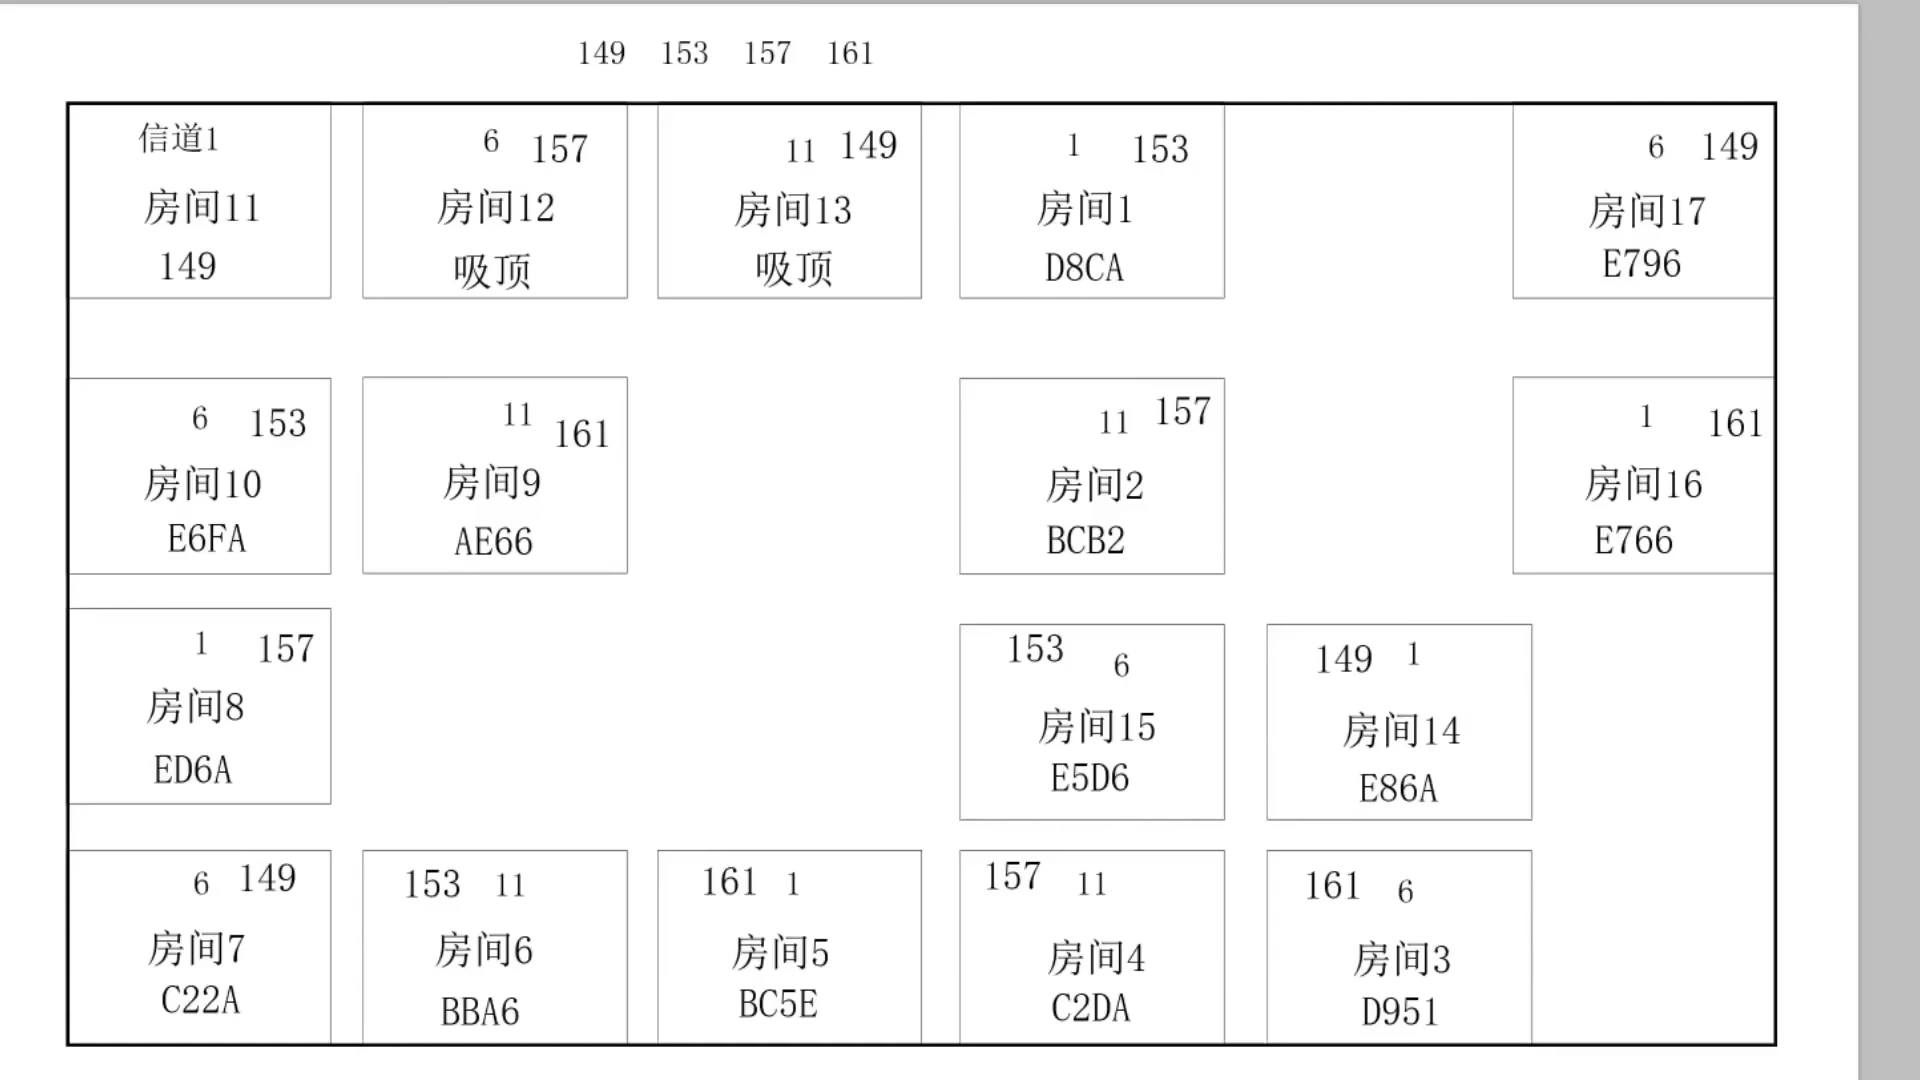 149 153 157 161
信道1
房间11
149
6 157
房间12
吸顶
11 149
房间13
吸顶
1 153
房间1
D8CA
6 149
房间17
E796
6 153
房间10
E6FA
11 161
房间9
AE66
11 157
房间2
BCB2
1 161
房间16
E766
1 157
房间8
ED6A
153 6
房间15
E5D6
149 1
房间14
E86A
6 149
房间7
C22A
153 11
房间6
BBA6
161 1
房间5
BC5E
157 11
房间4
C2DA
161 6
房间3
D951